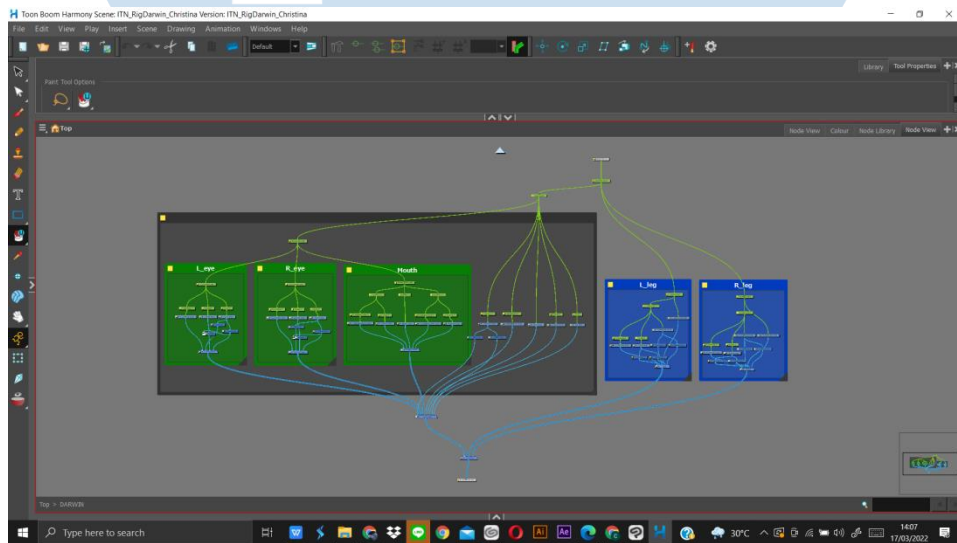 Toon Boom Harmony Scene: ITN_RigDarwin_Christina Version: ITN_RigDarwin_Christina
File Edit View Play Insert Scene Drawing Animation Windows Help
Default
Library Tool Properties
Paint Tool Options
Top
Node View Colour Node Library Node View
L_eye R_eye Mouth
L_leg R_leg
Top > DARWIN
Type here to search
30°C
14:07
17/03/2022